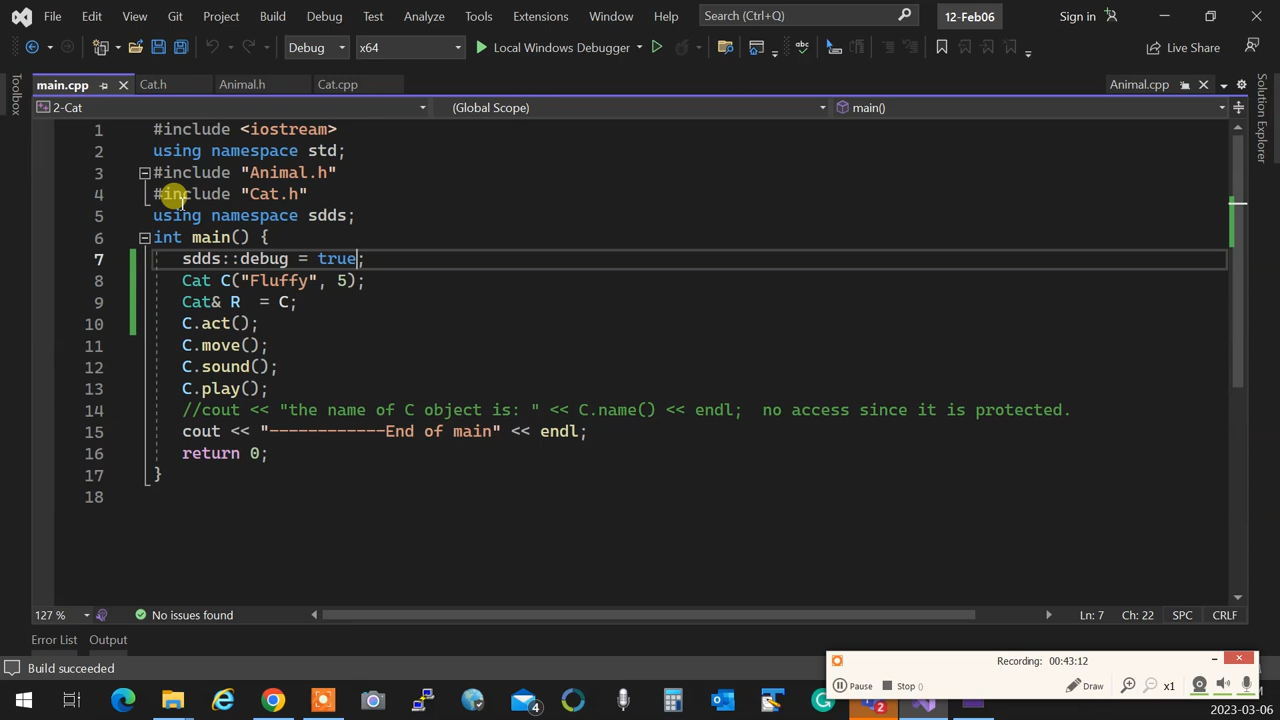 File Edit View Git Project Build Debug Test Analyze Tools Extensions Window Help Search (Ctrl+Q) 12-Feb06 Sign in
Debug x64 Local Windows Debugger Live Share
main.cpp Cat.h Animal.h Cat.cpp Animal.cpp
2-Cat (Global Scope) main()
Toolbox
Solution Explorer
1 #include <iostream>
2 using namespace std;
3 #include "Animal.h"
4 #include "Cat.h"
5 using namespace sdds;
6 int main() {
7 sdds::debug = true;
8 Cat C("Fluffy", 5);
9 Cat& R  = C;
10 C.act();
11 C.move();
12 C.sound();
13 C.play();
14 //cout << "the name of C object is: " << C.name() << endl;  no access since it is protected.
15 cout << "------------End of main" << endl;
16 return 0;
17 }
18
127 % No issues found Ln: 7 Ch: 22 SPC CRLF
Error List Output
Build succeeded
Recording: 00:43:12
Pause Stop () Draw x1
4 2
2023-03-06